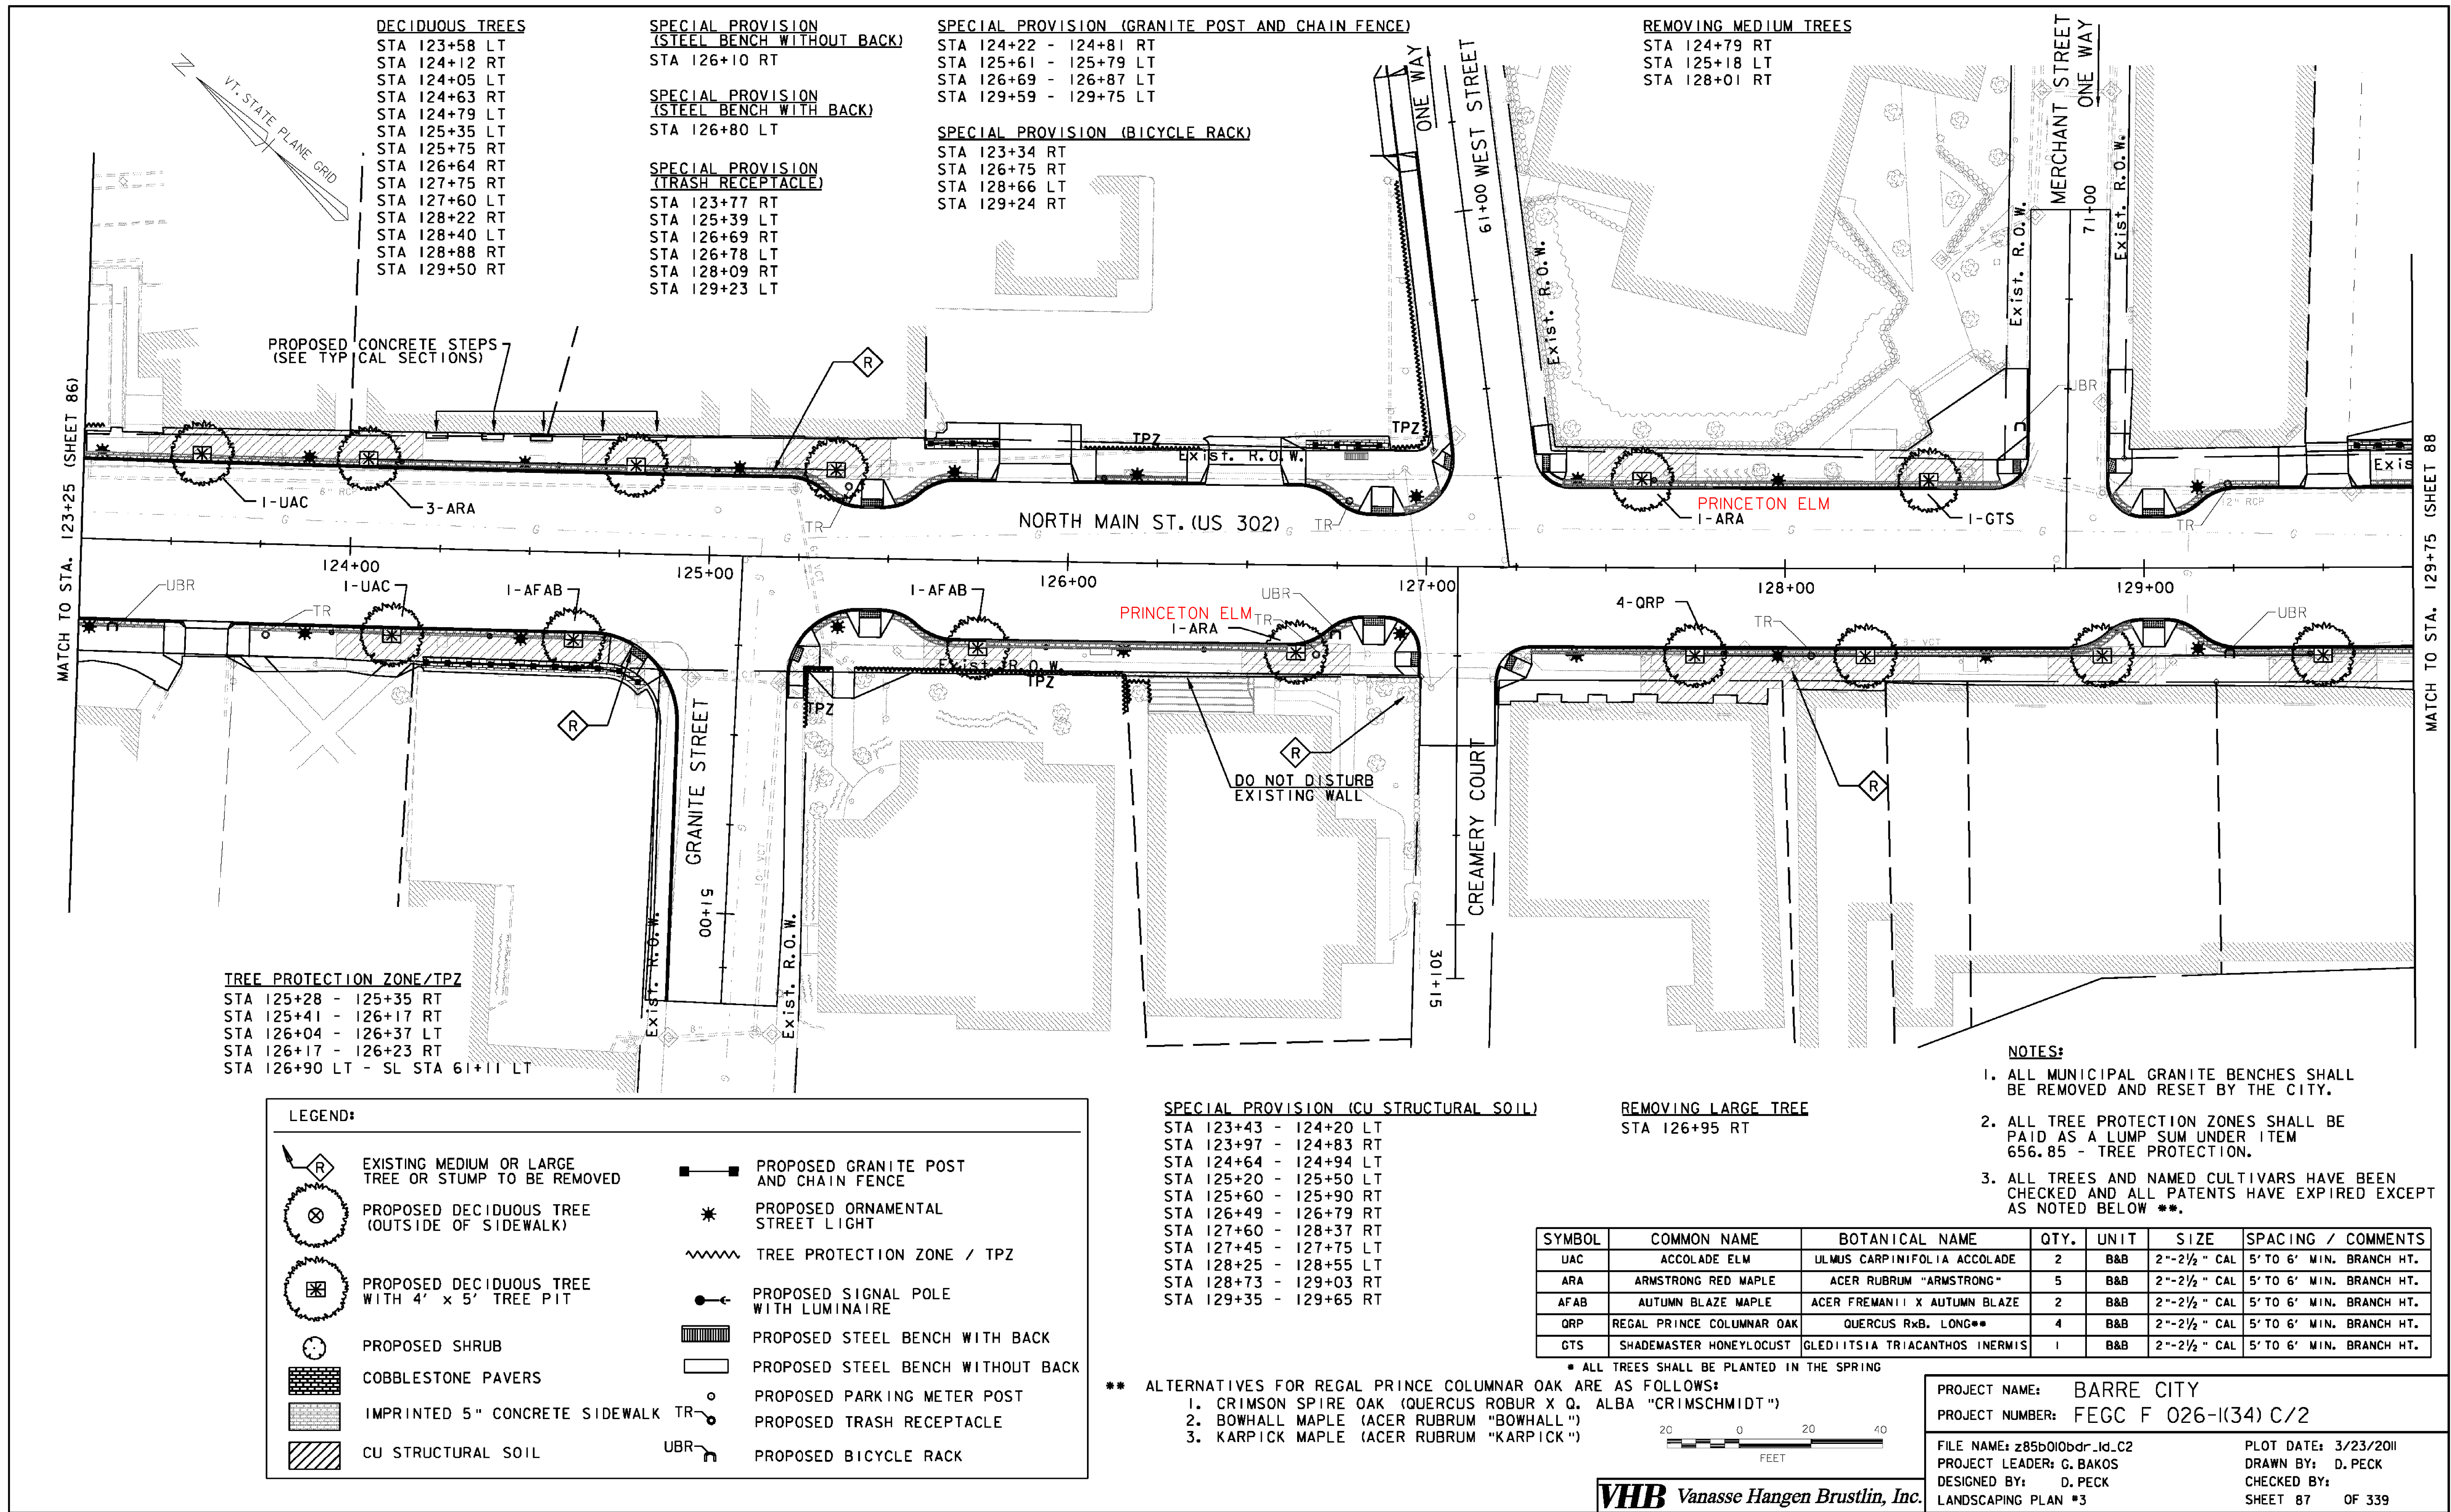 DECIDUOUS TREES
STA 123+58 LT
STA 124+12 RT
STA 124+05 LT
STA 124+63 RT
STA 124+79 LT
STA 125+35 LT
STA 125+75 RT
STA 126+64 RT
STA 127+75 RT
STA 127+60 LT
STA 128+22 RT
STA 128+40 LT
STA 128+88 RT
STA 129+50 RT
SPECIAL PROVISION
(STEEL BENCH WITHOUT BACK)
STA 126+10 RT
SPECIAL PROVISION
(STEEL BENCH WITH BACK)
STA 126+80 LT
SPECIAL PROVISION
(TRASH RECEPTACLE)
STA 123+77 RT
STA 125+39 LT
STA 126+69 RT
STA 126+78 LT
STA 128+09 RT
STA 129+23 LT
SPECIAL PROVISION (GRANITE POST AND CHAIN FENCE)
STA 124+22 - 124+81 RT
STA 125+61 - 125+79 LT
STA 126+69 - 126+87 LT
STA 129+59 - 129+75 LT
SPECIAL PROVISION (BICYCLE RACK)
STA 123+34 RT
STA 126+75 RT
STA 128+66 LT
STA 129+24 RT
REMOVING MEDIUM TREES
STA 124+79 RT
STA 125+18 LT
STA 128+01 RT
Z
VT. STATE PLANE GRID
ONE WAY
61+00 WEST STREET
MERCHANT STREET
ONE WAY
71+00
Exist. R.O.W.
Exist. R.O.W.
Exist. R.O.W.
PROPOSED CONCRETE STEPS
(SEE TYPICAL SECTIONS)
R
MATCH TO STA. 123+25 (SHEET 86)
MATCH TO STA. 129+75 (SHEET 88
UBR
TPZ
TPZ
Exist. R.O.W.
Exis
6" VCT
1-UAC
6" RCP
3-ARA
TR
NORTH MAIN ST. (US 302)
TR
PRINCETON ELM
1-ARA
1-GTS
12" RCP
TR
G G G G G G
124+00
125+00
126+00
127+00
128+00
129+00
6" VCT
UBR
TR
1-UAC
1-AFAB
1-AFAB
PRINCETON ELM
1-ARA
TR
UBR
4-QRP
TR
8" VCT
UBR
Exist. R.O.W.
TPZ
TPZ
R
R
R
DO NOT DISTURB
EXISTING WALL
GRANITE STREET
51+00
10" VCT
Exist. R.O.W.
Exist. R.O.W.
8"
CREAMERY COURT
301+15
TREE PROTECTION ZONE/TPZ
STA 125+28 - 125+35 RT
STA 125+41 - 126+17 RT
STA 126+04 - 126+37 LT
STA 126+17 - 126+23 RT
STA 126+90 LT - SL STA 61+11 LT
LEGEND:
R
EXISTING MEDIUM OR LARGE
TREE OR STUMP TO BE REMOVED
PROPOSED DECIDUOUS TREE
(OUTSIDE OF SIDEWALK)
PROPOSED DECIDUOUS TREE
WITH 4' x 5' TREE PIT
PROPOSED SHRUB
COBBLESTONE PAVERS
IMPRINTED 5" CONCRETE SIDEWALK
CU STRUCTURAL SOIL
PROPOSED GRANITE POST
AND CHAIN FENCE
PROPOSED ORNAMENTAL
STREET LIGHT
TREE PROTECTION ZONE / TPZ
PROPOSED SIGNAL POLE
WITH LUMINAIRE
PROPOSED STEEL BENCH WITH BACK
PROPOSED STEEL BENCH WITHOUT BACK
PROPOSED PARKING METER POST
TR PROPOSED TRASH RECEPTACLE
UBR PROPOSED BICYCLE RACK
SPECIAL PROVISION (CU STRUCTURAL SOIL)
STA 123+43 - 124+20 LT
STA 123+97 - 124+83 RT
STA 124+64 - 124+94 LT
STA 125+20 - 125+50 LT
STA 125+60 - 125+90 RT
STA 126+49 - 126+79 RT
STA 127+60 - 128+37 RT
STA 127+45 - 127+75 LT
STA 128+25 - 128+55 LT
STA 128+73 - 129+03 RT
STA 129+35 - 129+65 RT
REMOVING LARGE TREE
STA 126+95 RT
NOTES:
1. ALL MUNICIPAL GRANITE BENCHES SHALL
BE REMOVED AND RESET BY THE CITY.
2. ALL TREE PROTECTION ZONES SHALL BE
PAID AS A LUMP SUM UNDER ITEM
656.85 - TREE PROTECTION.
3. ALL TREES AND NAMED CULTIVARS HAVE BEEN
CHECKED AND ALL PATENTS HAVE EXPIRED EXCEPT
AS NOTED BELOW **.
SYMBOL COMMON NAME BOTANICAL NAME QTY. UNIT SIZE SPACING / COMMENTS
UAC ACCOLADE ELM ULMUS CARPINIFOLIA ACCOLADE 2 B&B 2"-2½" CAL 5' TO 6' MIN. BRANCH HT.
ARA ARMSTRONG RED MAPLE ACER RUBRUM "ARMSTRONG" 5 B&B 2"-2½" CAL 5' TO 6' MIN. BRANCH HT.
AFAB AUTUMN BLAZE MAPLE ACER FREMANII X AUTUMN BLAZE 2 B&B 2"-2½" CAL 5' TO 6' MIN. BRANCH HT.
QRP REGAL PRINCE COLUMNAR OAK QUERCUS RxB. LONG** 4 B&B 2"-2½" CAL 5' TO 6' MIN. BRANCH HT.
GTS SHADEMASTER HONEYLOCUST GLEDIITSIA TRIACANTHOS INERMIS 1 B&B 2"-2½" CAL 5' TO 6' MIN. BRANCH HT.
* ALL TREES SHALL BE PLANTED IN THE SPRING
** ALTERNATIVES FOR REGAL PRINCE COLUMNAR OAK ARE AS FOLLOWS:
1. CRIMSON SPIRE OAK (QUERCUS ROBUR X Q. ALBA "CRIMSCHMIDT")
2. BOWHALL MAPLE (ACER RUBRUM "BOWHALL")
3. KARPICK MAPLE (ACER RUBRUM "KARPICK")
20 0 20 40
FEET
VHB Vanasse Hangen Brustlin, Inc.
PROJECT NAME: BARRE CITY
PROJECT NUMBER: FEGC F 026-1(34) C/2
FILE NAME: z85b010bdr_ld_C2
PROJECT LEADER: G. BAKOS
DESIGNED BY: D. PECK
LANDSCAPING PLAN #3
PLOT DATE: 3/23/2011
DRAWN BY: D. PECK
CHECKED BY:
SHEET 87 OF 339